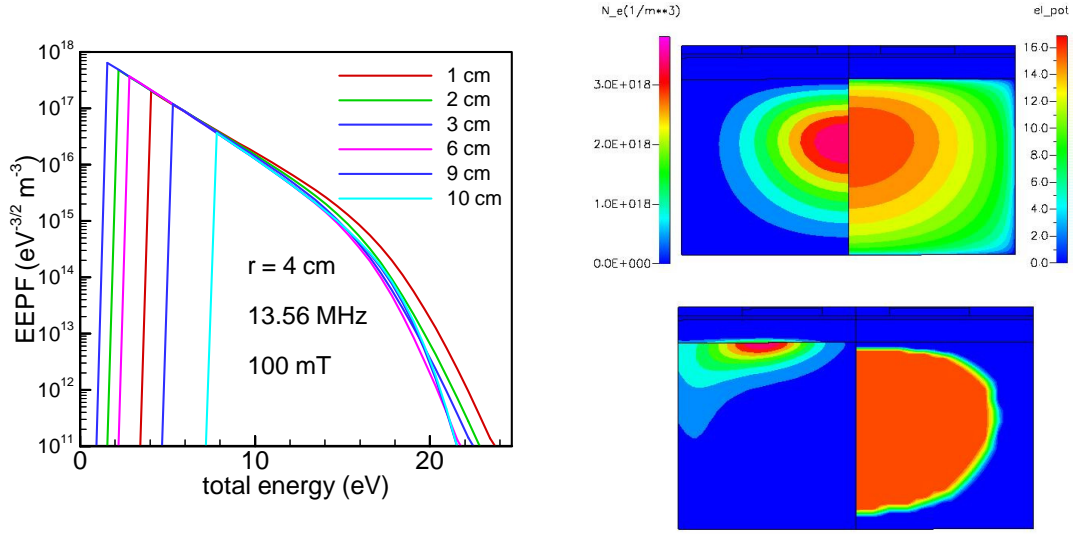 10^18
10^17
10^16
10^15
10^14
10^13
10^12
10^11
EEPF (eV^-3/2 m^-3)
1 cm
2 cm
3 cm
6 cm
9 cm
10 cm
r = 4 cm
13.56 MHz
100 mT
0 10 20
total energy (eV)
N_e(1/m**3)
3.0E+018
2.0E+018
1.0E+018
0.0E+000
el_pot
16.0
14.0
12.0
10.0
8.0
6.0
4.0
2.0
0.0